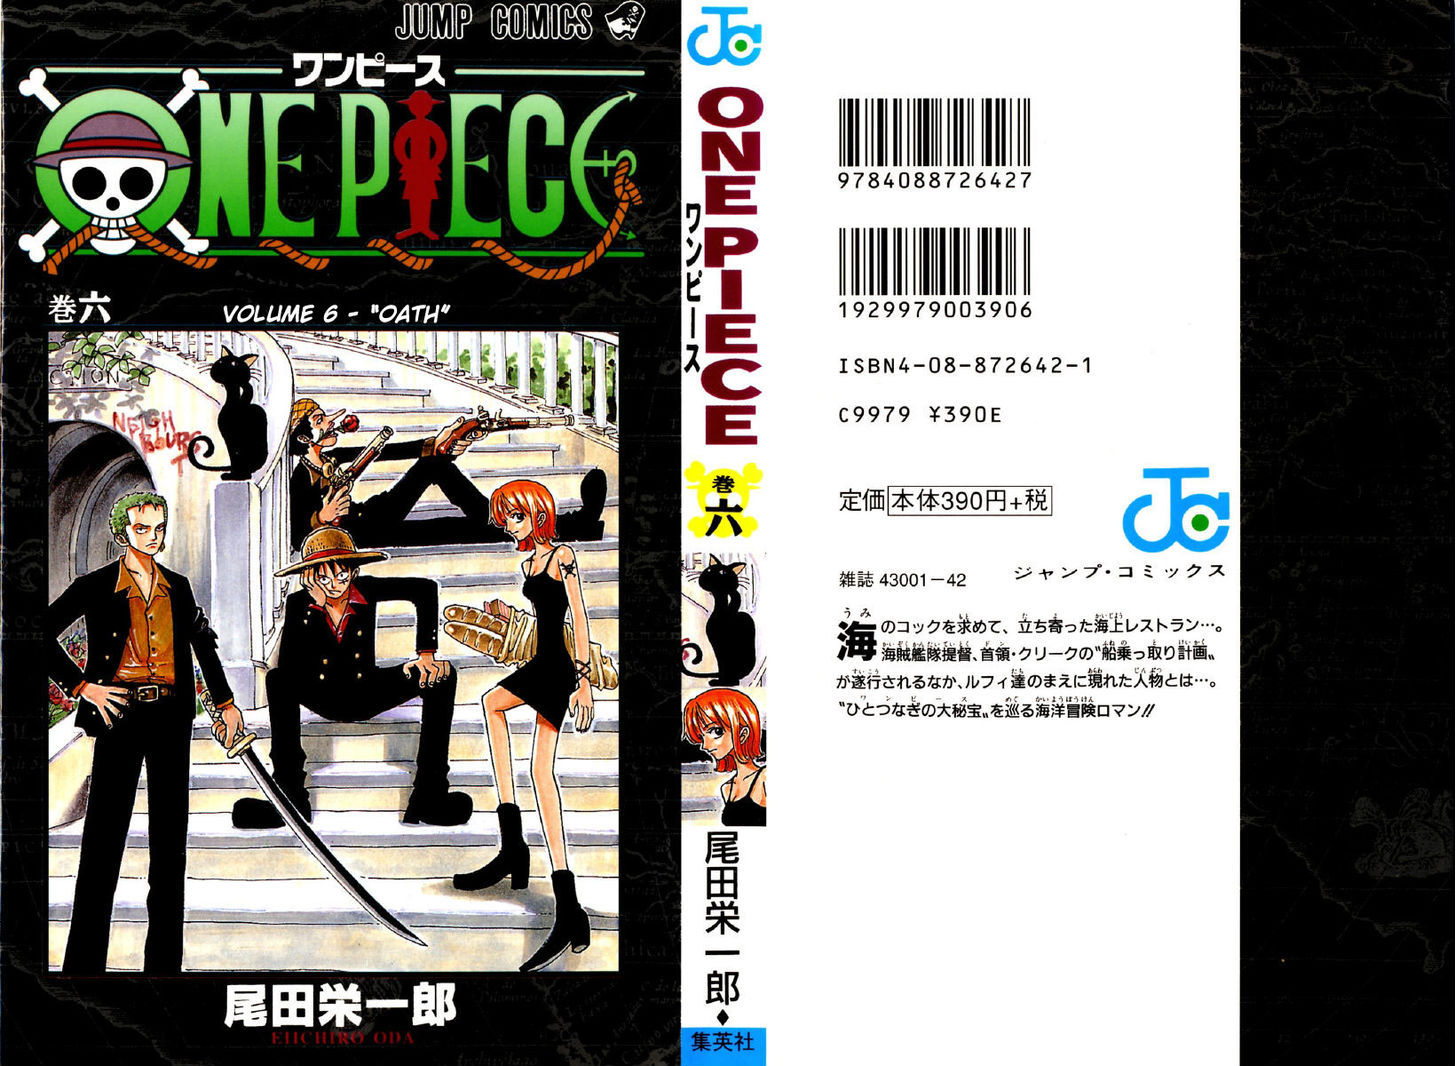 JUMP COMICS
ワンピース
ONE PIECE
巻六
VOLUME 6 - "OATH"
NEIGH
BOURS
T
尾田栄一郎
EIICHIRO ODA
JC
ONE PIECE
ワンピース
巻六
尾田栄一郎
集英社
9784088726427
1929979003906
ISBN4-08-872642-1
C9979 ¥390E
定価 本体390円+税
JC
雑誌 43001-42
ジャンプ・コミックス
海のコックを求めて、立ち寄った海上レストラン…。
海賊艦隊提督、首領・クリークの〝船乗っ取り計画〟
が遂行されるなか、ルフィ達のまえに現れた人物とは…。
〝ひとつなぎの大秘宝〟を巡る海洋冒険ロマン!!